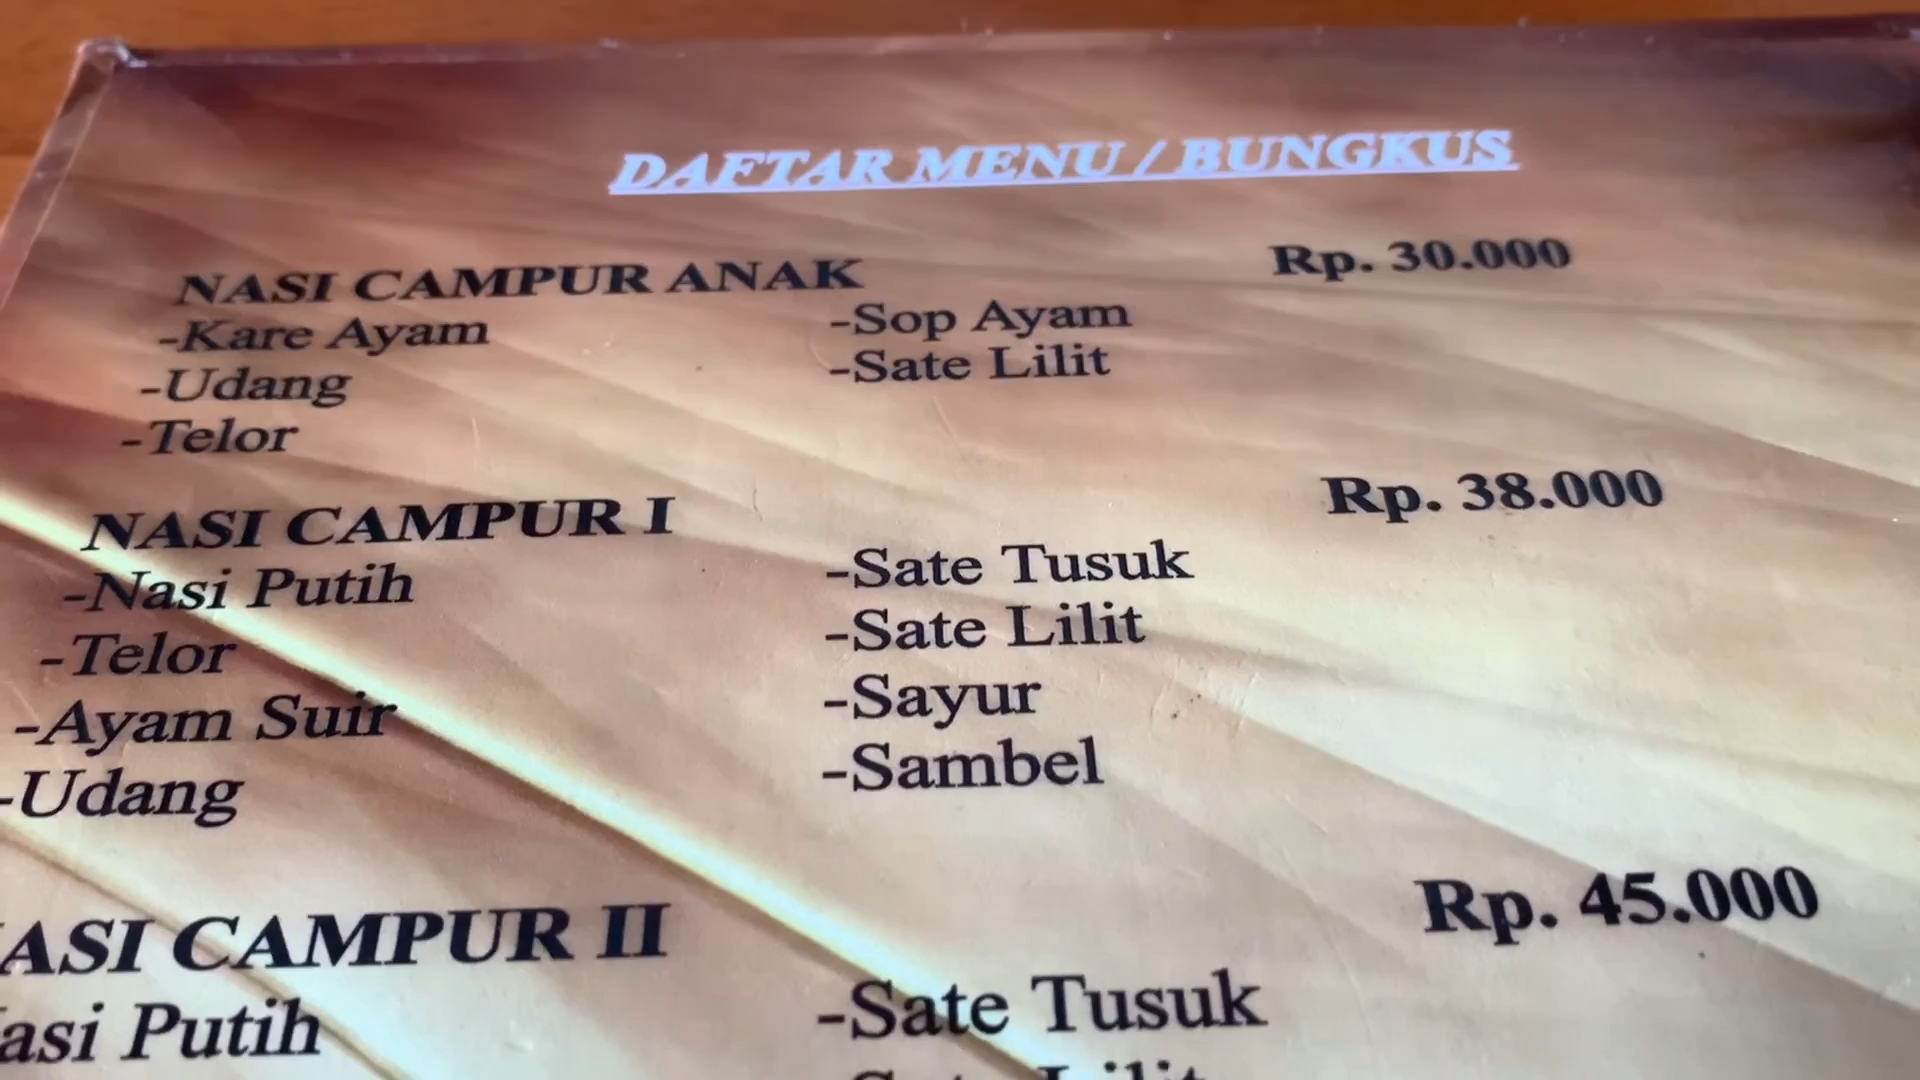 DAFTAR MENU / BUNGKUS
NASI CAMPUR ANAK Rp. 30.000
-Kare Ayam -Sop Ayam
-Udang -Sate Lilit
-Telor
NASI CAMPUR I Rp. 38.000
-Nasi Putih -Sate Tusuk
-Telor -Sate Lilit
-Ayam Suir -Sayur
-Udang -Sambel
NASI CAMPUR II Rp. 45.000
Nasi Putih -Sate Tusuk